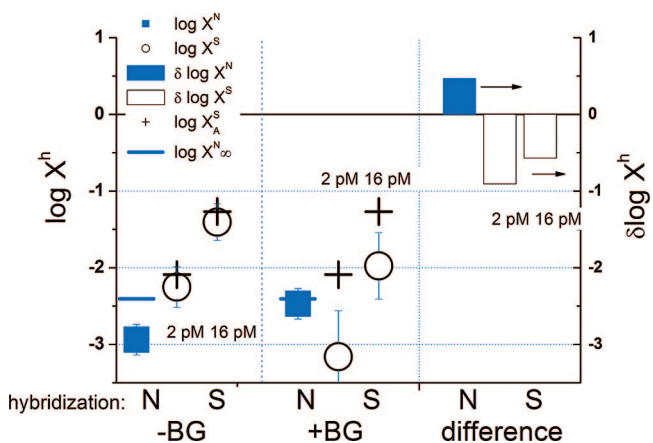 log X^N
log X^S
δ log X^N
δ log X^S
log X^S_A
log X^N∞
1
0
-1
-2
-3
log X^h
1
0
-1
-2
-3
δlog X^h
2 pM 16 pM
2 pM 16 pM
2 pM 16 pM
hybridization: N S N S N S
-BG +BG difference